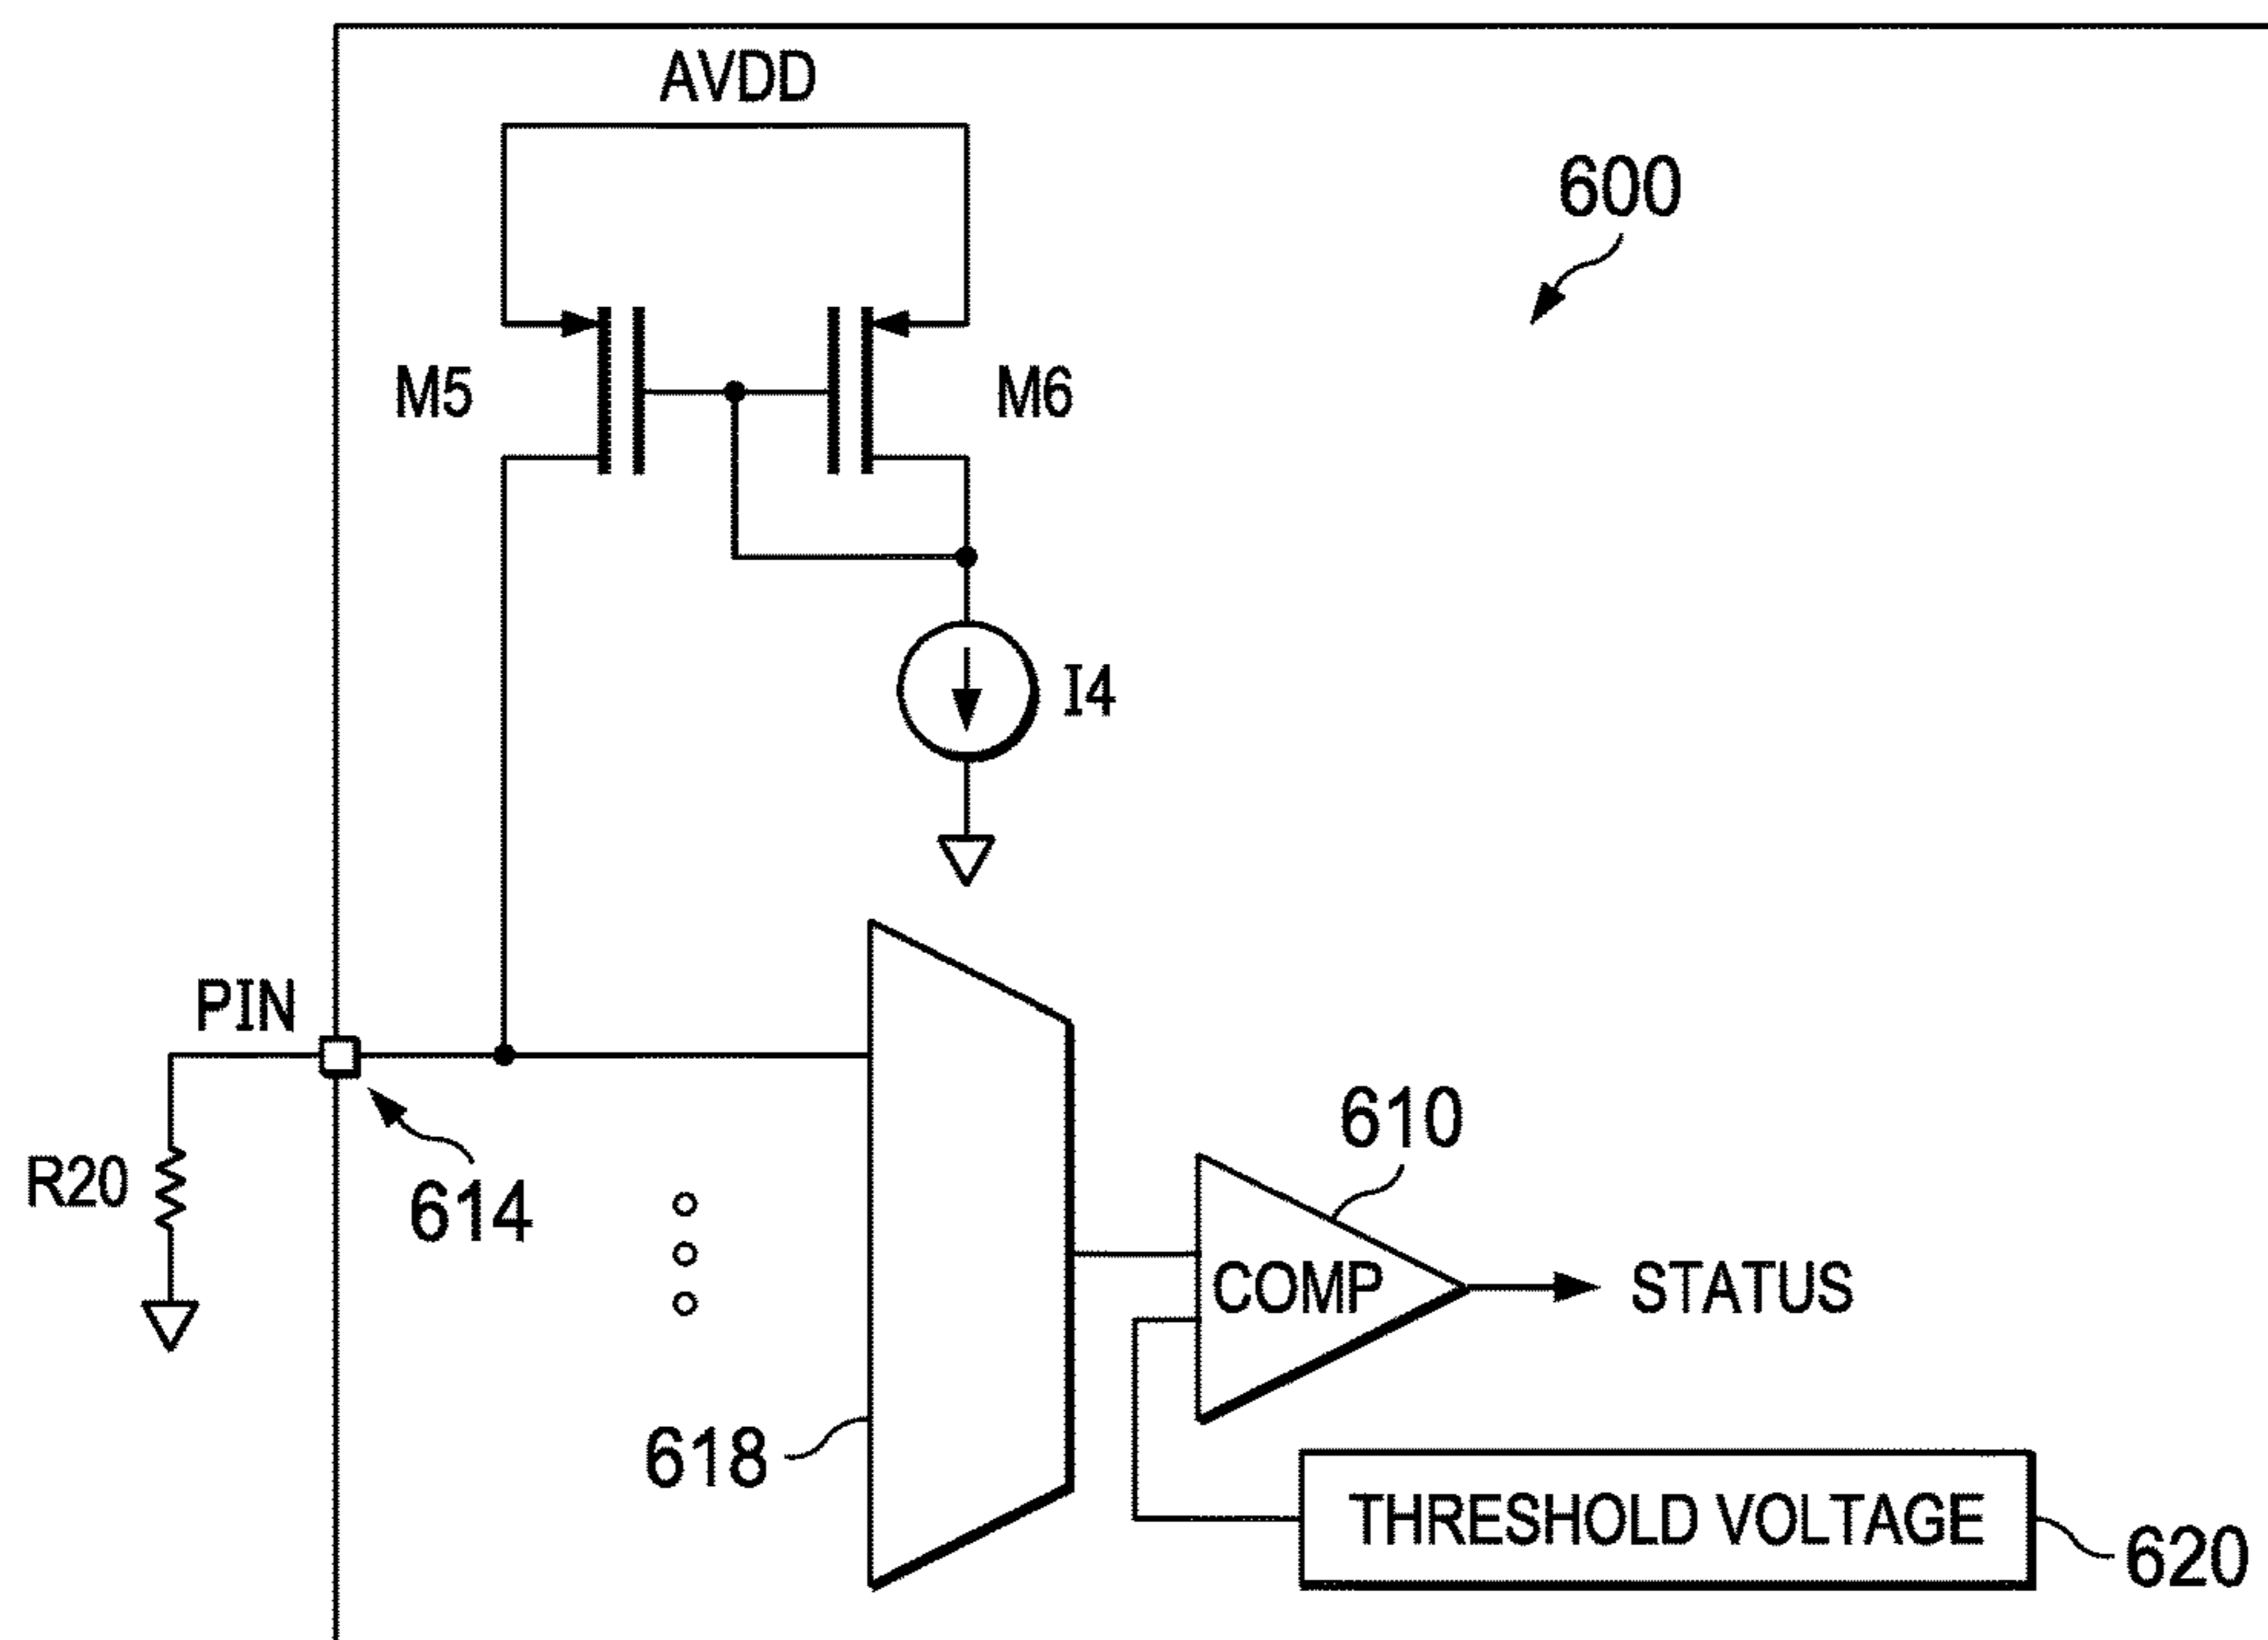 AVDD
600
M5
M6
I4
PIN
610
R20
614
COMP
STATUS
618
THRESHOLD VOLTAGE
620